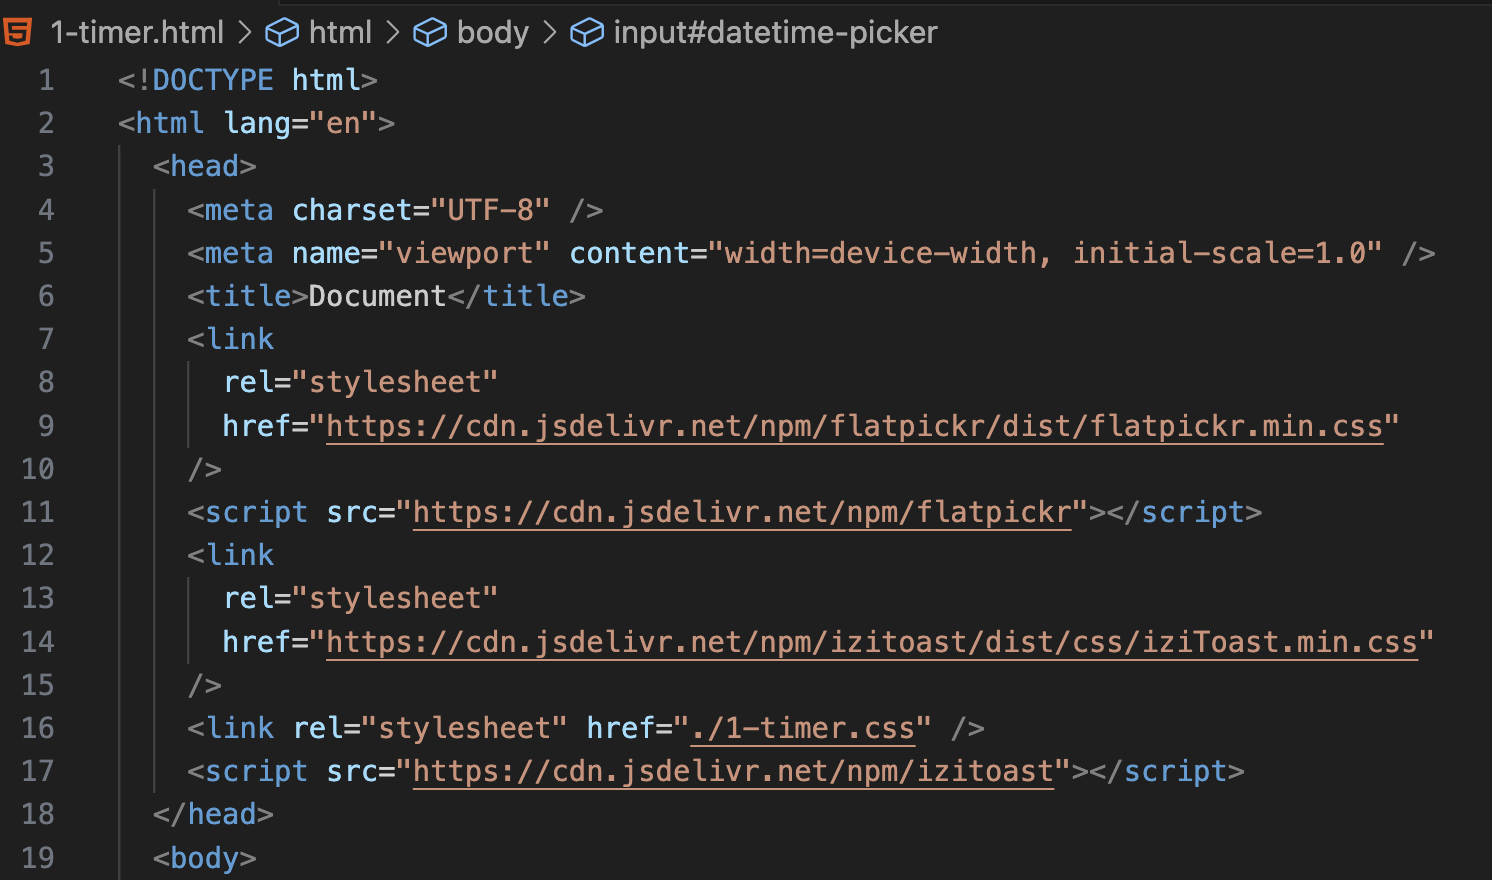 1-timer.html > html > body > input#datetime-picker
1 <!DOCTYPE html>
2 <html lang="en">
3 <head>
4 <meta charset="UTF-8" />
5 <meta name="viewport" content="width=device-width, initial-scale=1.0" />
6 <title>Document</title>
7 <link
8 rel="stylesheet"
9 href="https://cdn.jsdelivr.net/npm/flatpickr/dist/flatpickr.min.css"
10 />
11 <script src="https://cdn.jsdelivr.net/npm/flatpickr"></script>
12 <link
13 rel="stylesheet"
14 href="https://cdn.jsdelivr.net/npm/izitoast/dist/css/iziToast.min.css"
15 />
16 <link rel="stylesheet" href="./1-timer.css" />
17 <script src="https://cdn.jsdelivr.net/npm/izitoast"></script>
18 </head>
19 <body>